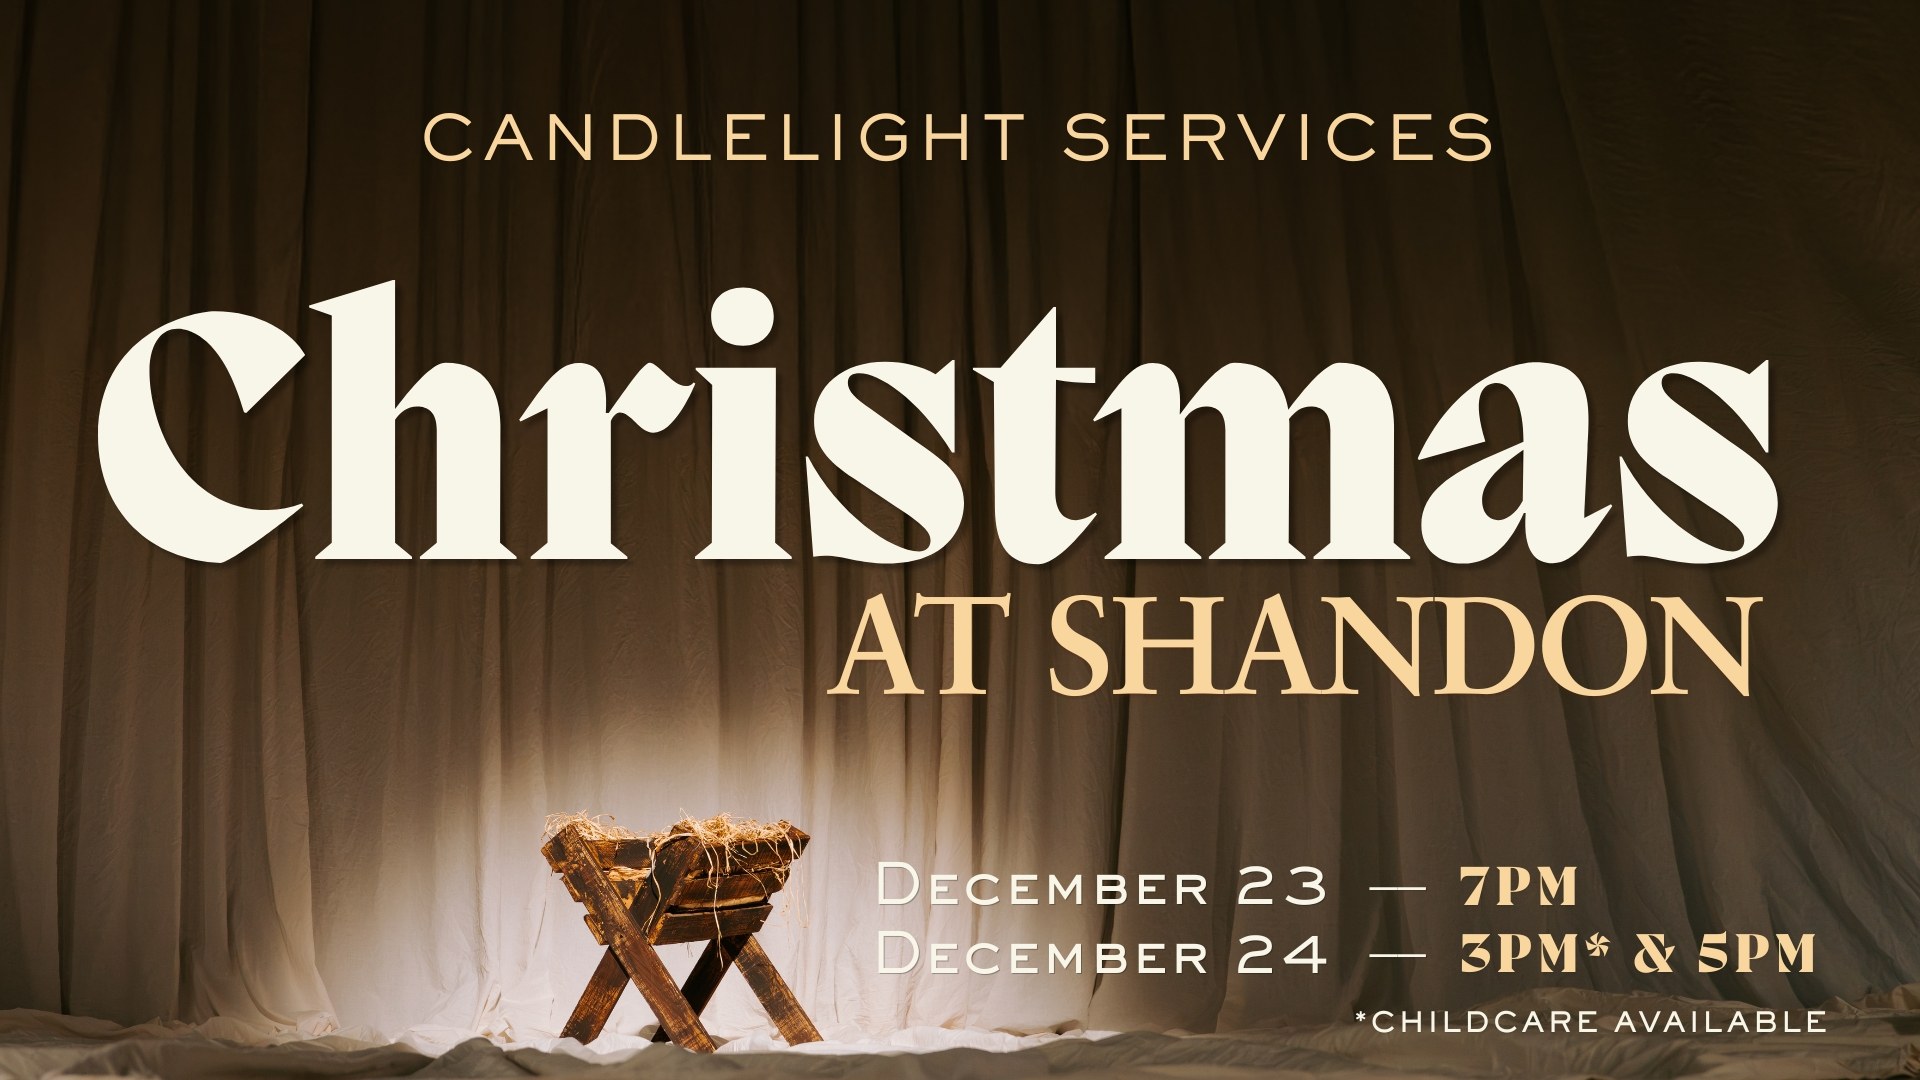 CANDLELIGHT SERVICES
Christmas
AT SHANDON
DECEMBER 23 — 7PM
DECEMBER 24 — 3PM* & 5PM
*CHILDCARE AVAILABLE